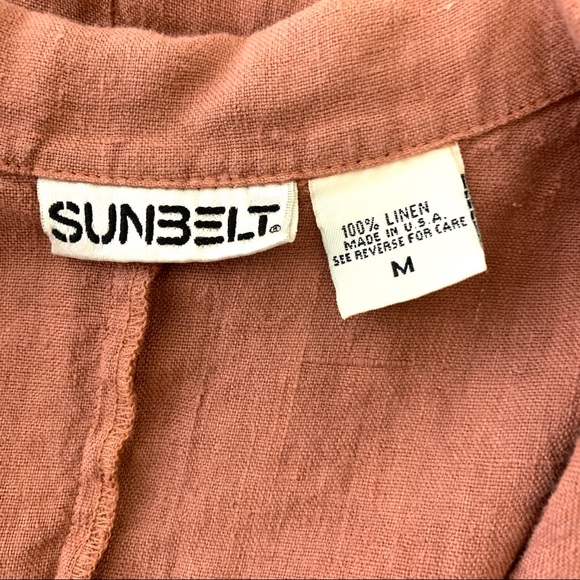 SUNBELT®
100% LINEN
MADE IN U.S.A.
SEE REVERSE FOR CARE
M